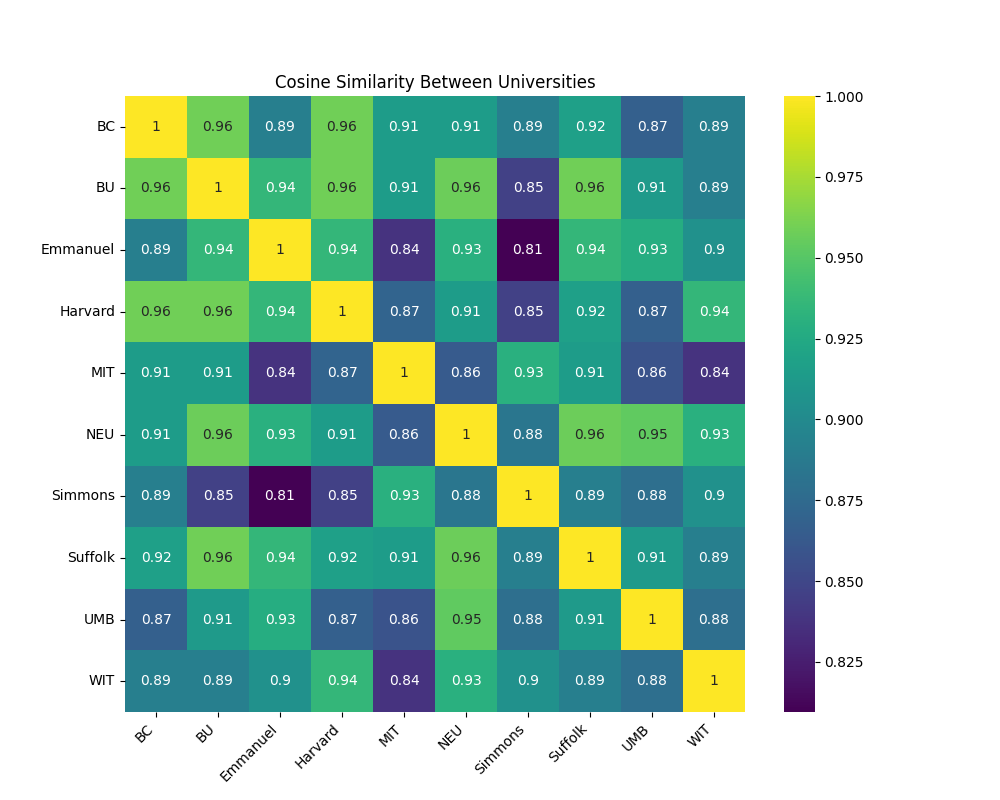 Cosine Similarity Between Universities
BC 1 0.96 0.89 0.96 0.91 0.91 0.89 0.92 0.87 0.89
BU 0.96 1 0.94 0.96 0.91 0.96 0.85 0.96 0.91 0.89
Emmanuel 0.89 0.94 1 0.94 0.84 0.93 0.81 0.94 0.93 0.9
Harvard 0.96 0.96 0.94 1 0.87 0.91 0.85 0.92 0.87 0.94
MIT 0.91 0.91 0.84 0.87 1 0.86 0.93 0.91 0.86 0.84
NEU 0.91 0.96 0.93 0.91 0.86 1 0.88 0.96 0.95 0.93
Simmons 0.89 0.85 0.81 0.85 0.93 0.88 1 0.89 0.88 0.9
Suffolk 0.92 0.96 0.94 0.92 0.91 0.96 0.89 1 0.91 0.89
UMB 0.87 0.91 0.93 0.87 0.86 0.95 0.88 0.91 1 0.88
WIT 0.89 0.89 0.9 0.94 0.84 0.93 0.9 0.89 0.88 1
BC BU Emmanuel Harvard MIT NEU Simmons Suffolk UMB WIT
1.000
0.975
0.950
0.925
0.900
0.875
0.850
0.825